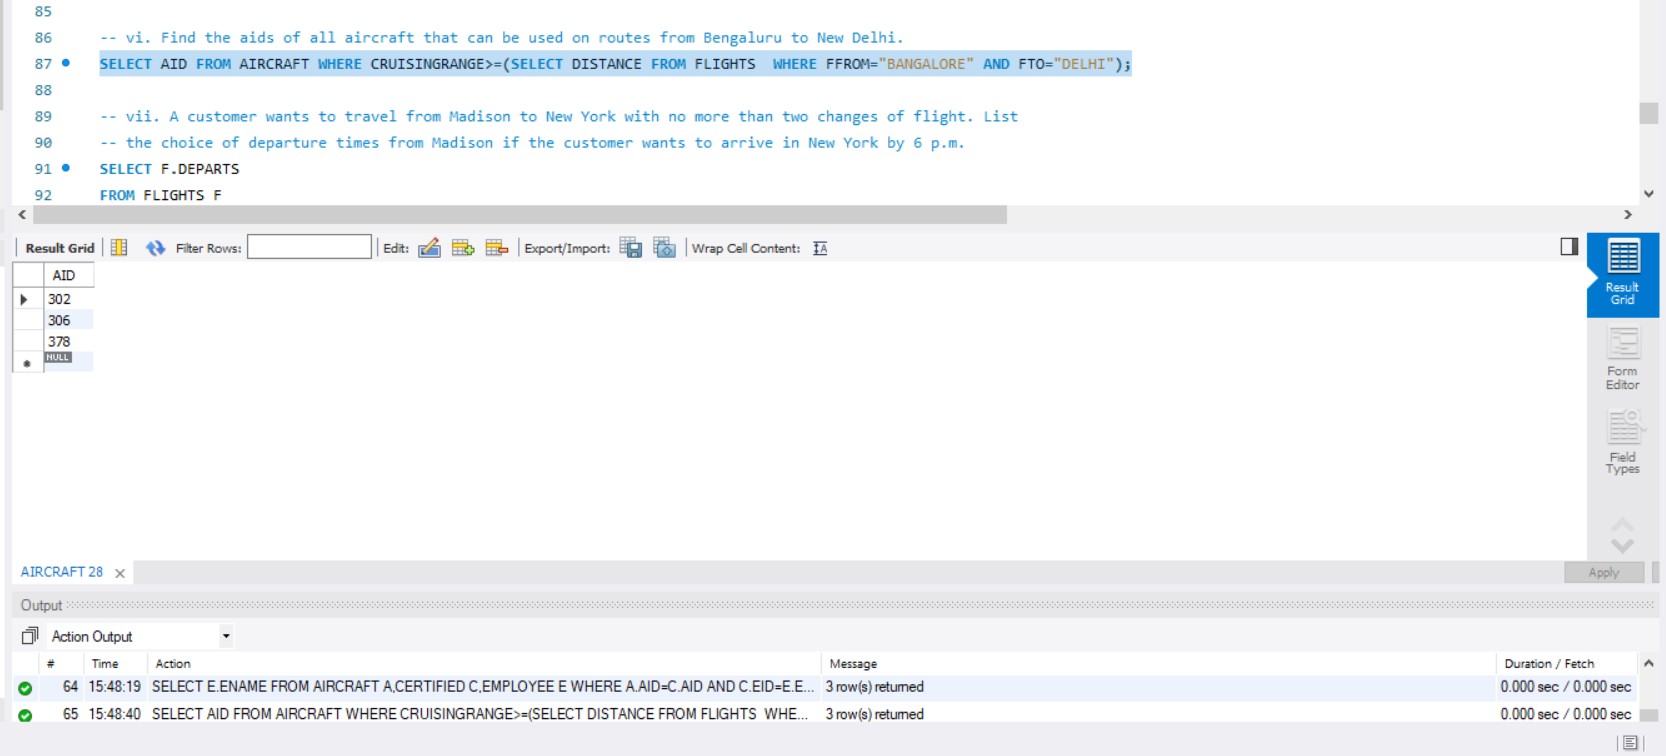 85
86 -- vi. Find the aids of all aircraft that can be used on routes from Bengaluru to New Delhi.
87 SELECT AID FROM AIRCRAFT WHERE CRUISINGRANGE>=(SELECT DISTANCE FROM FLIGHTS  WHERE FFROM="BANGALORE" AND FTO="DELHI");
88
89 -- vii. A customer wants to travel from Madison to New York with no more than two changes of flight. List
90 -- the choice of departure times from Madison if the customer wants to arrive in New York by 6 p.m.
91 SELECT F.DEPARTS
92 FROM FLIGHTS F
Result Grid Filter Rows: Edit: Export/Import: Wrap Cell Content: IA
AID
302
306
378
NULL
Result
Grid
Form
Editor
Field
Types
AIRCRAFT 28
Apply
Output
Action Output
# Time Action Message Duration / Fetch
64 15:48:19 SELECT E.ENAME FROM AIRCRAFT A,CERTIFIED C,EMPLOYEE E WHERE A.AID=C.AID AND C.EID=E.E... 3 row(s) returned 0.000 sec / 0.000 sec
65 15:48:40 SELECT AID FROM AIRCRAFT WHERE CRUISINGRANGE>=(SELECT DISTANCE FROM FLIGHTS  WHE... 3 row(s) returned 0.000 sec / 0.000 sec